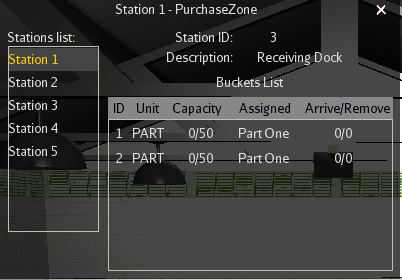 Station 1 - PurchaseZone
Stations list:
Station 1
Station 2
Station 3
Station 4
Station 5
Station ID: 3
Description: Receiving Dock
Buckets List
ID Unit Capacity Assigned Arrive/Remove
1 PART 0/50 Part One 0/0
2 PART 0/50 Part One 0/0